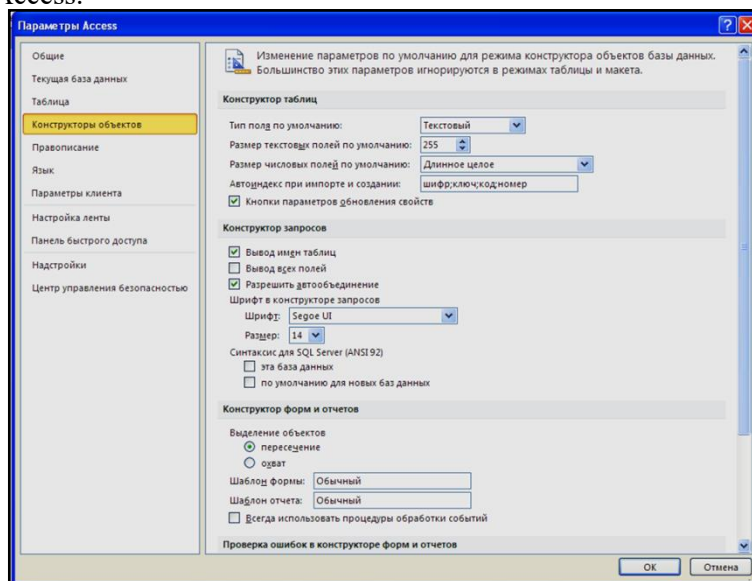 Access.
Параметры Access
Общие
Текущая база данных
Таблица
Конструкторы объектов
Правописание
Язык
Параметры клиента
Настройка ленты
Панель быстрого доступа
Надстройки
Центр управления безопасностью
Изменение параметров по умолчанию для режима конструктора объектов базы данных.
Большинство этих параметров игнорируются в режимах таблицы и макета.
Конструктор таблиц
Тип поля по умолчанию: Текстовый
Размер текстовых полей по умолчанию: 255
Размер числовых полей по умолчанию: Длинное целое
Автоиндекс при импорте и создании: шифр;ключ;код;номер
Кнопки параметров обновления свойств
Конструктор запросов
Вывод имен таблиц
Вывод всех полей
Разрешить автообъединение
Шрифт в конструкторе запросов
Шрифт: Segoe UI
Размер: 14
Синтаксис для SQL Server (ANSI 92)
эта база данных
по умолчанию для новых баз данных
Конструктор форм и отчетов
Выделение объектов
пересечение
охват
Шаблон формы: Обычный
Шаблон отчета: Обычный
Всегда использовать процедуры обработки событий
Проверка ошибок в конструкторе форм и отчетов
ОК Отмена